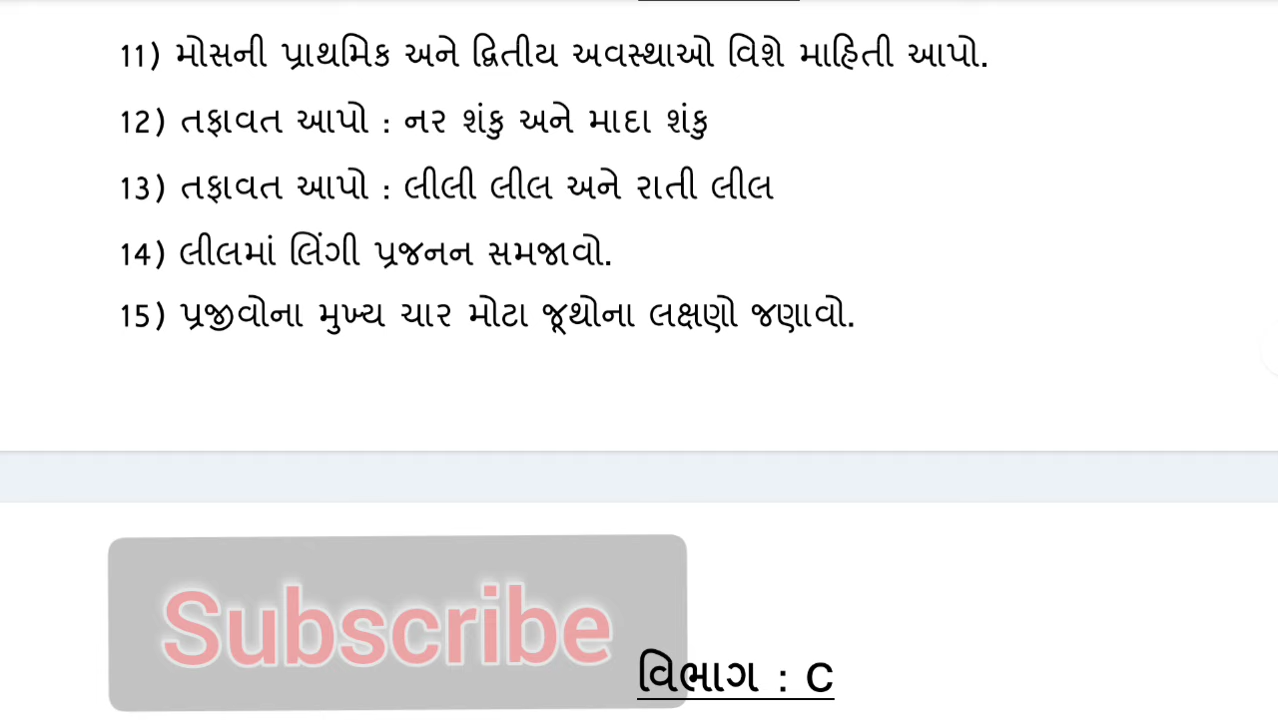 11) મોસની પ્રાથમિક અને દ્વિતીય અવસ્થાઓ વિશે માહિતી આપો.
12) તફાવત આપો : નર શંકુ અને માદા શંકુ
13) તફાવત આપો : લીલી લીલ અને રાતી લીલ
14) લીલમાં લિંગી પ્રજનન સમજાવો.
15) પ્રજીવોના મુખ્ય ચાર મોટા જૂથોના લક્ષણો જણાવો.
Subscribe
વિભાગ : C